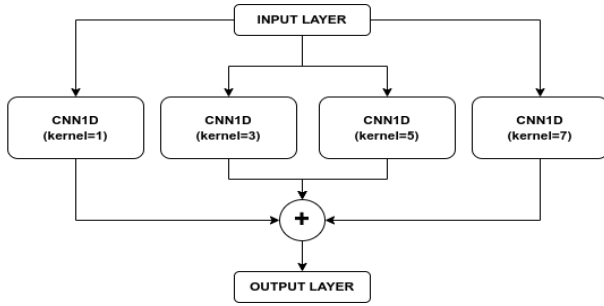 INPUT LAYER
CNN1D
(kernel=1)
CNN1D
(kernel=3)
CNN1D
(kernel=5)
CNN1D
(kernel=7)
+
OUTPUT LAYER